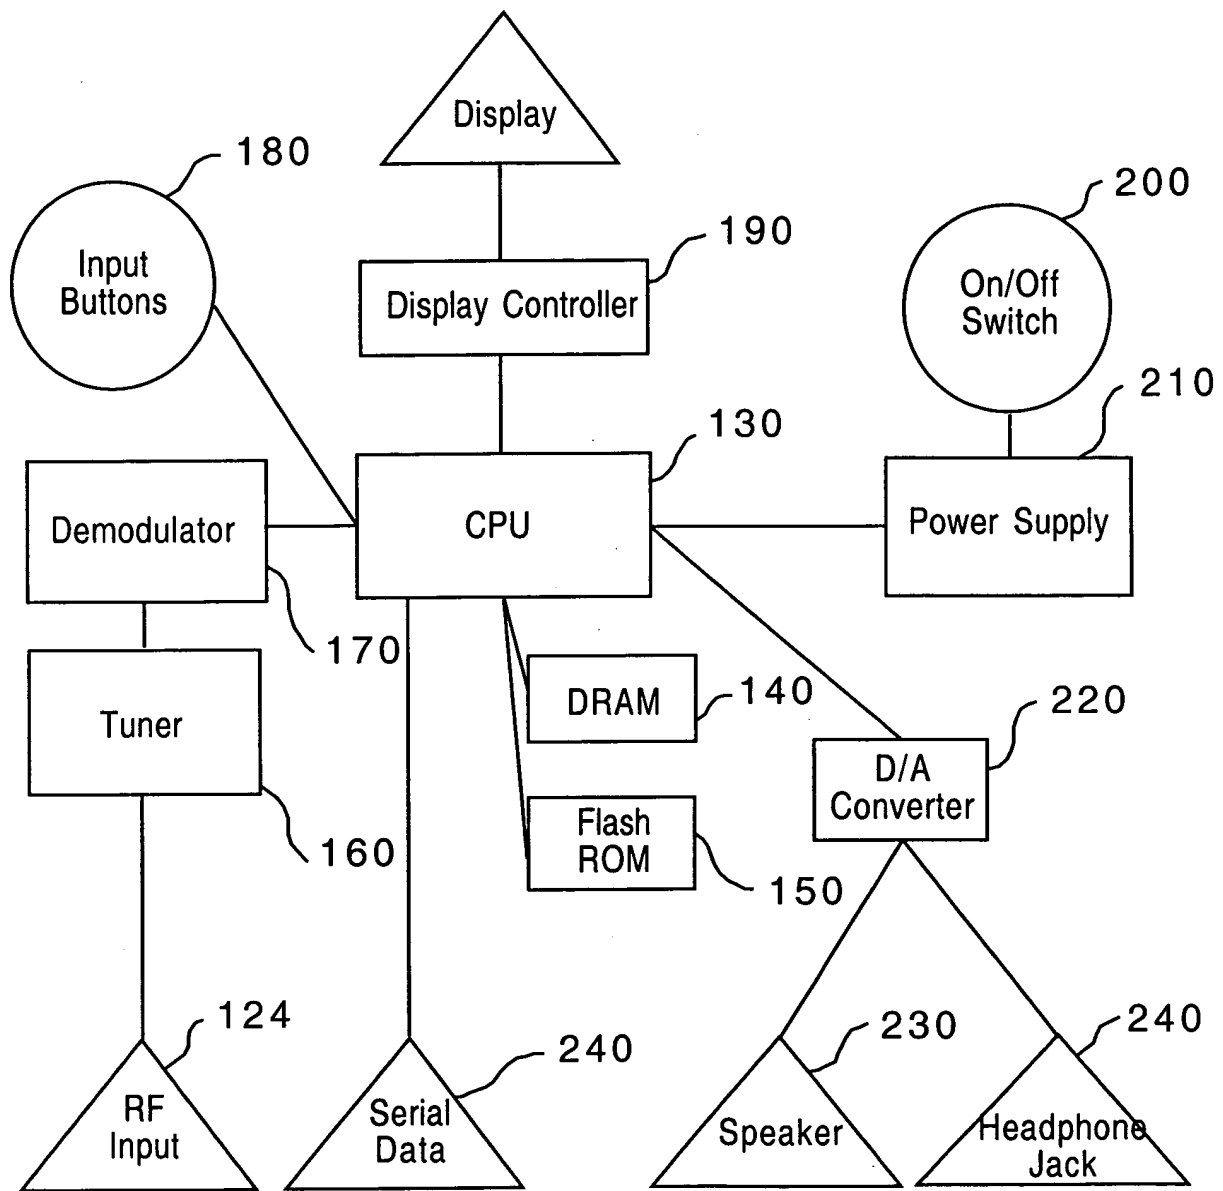 Display
180
Input
Buttons
190
Display Controller
200
On/Off
Switch
210
130
CPU
Demodulator
Power Supply
170
Tuner
DRAM
140
220
D/A
Converter
160
Flash
ROM
150
124
RF
Input
240
Serial
Data
230
Speaker
240
Headphone
Jack